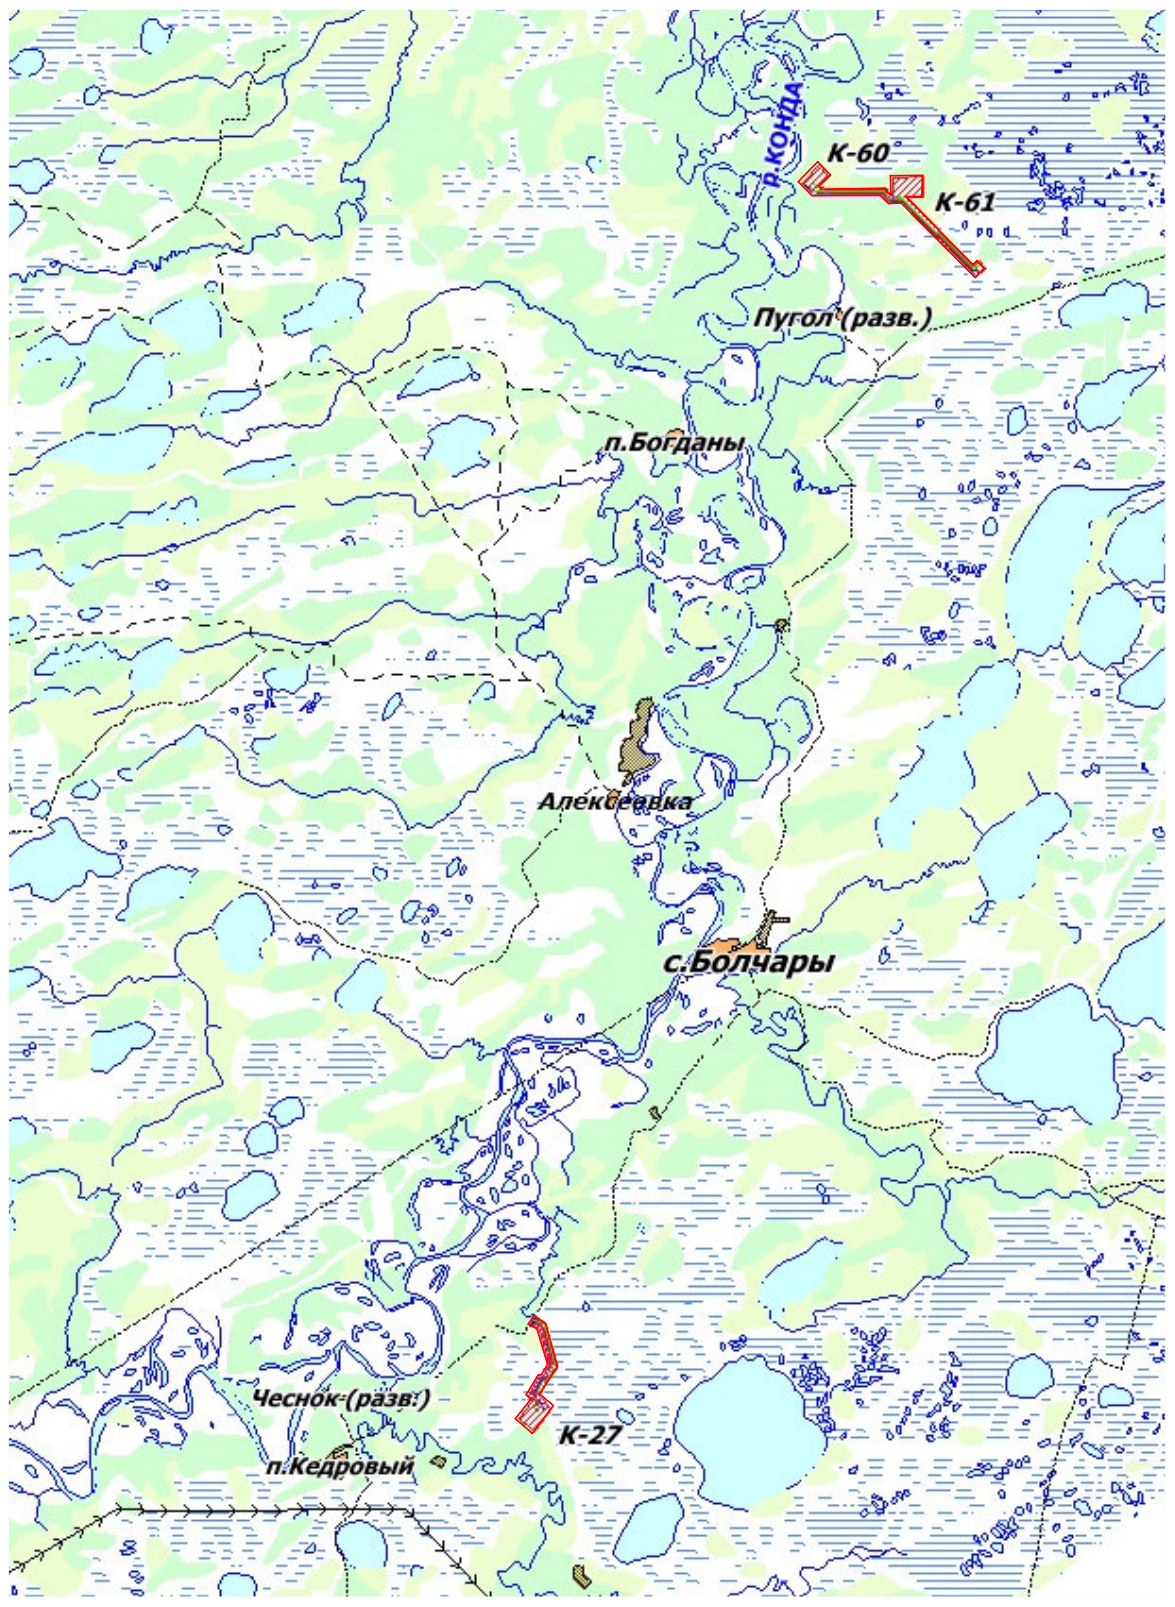 р.КОНДА
К-60
К-61
Пугол (разв.)
п.Богданы
Алексеевка
с.Болчары
Чеснок (разв.)
К-27
п.Кедровый